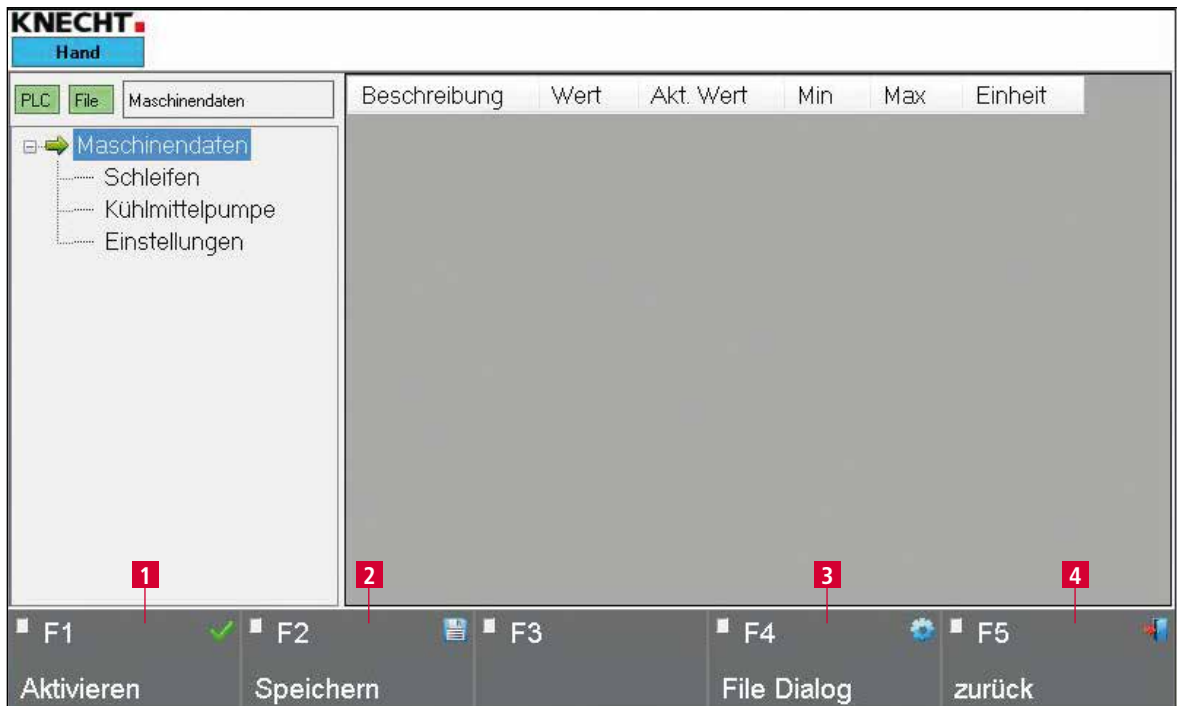 KNECHT
Hand
PLC File Maschinendaten
Beschreibung Wert Akt. Wert Min Max Einheit
Maschinendaten
Schleifen
Kühlmittelpumpe
Einstellungen
1 2 3 4
F1 F2 F3 F4 F5
Aktivieren Speichern File Dialog zurück